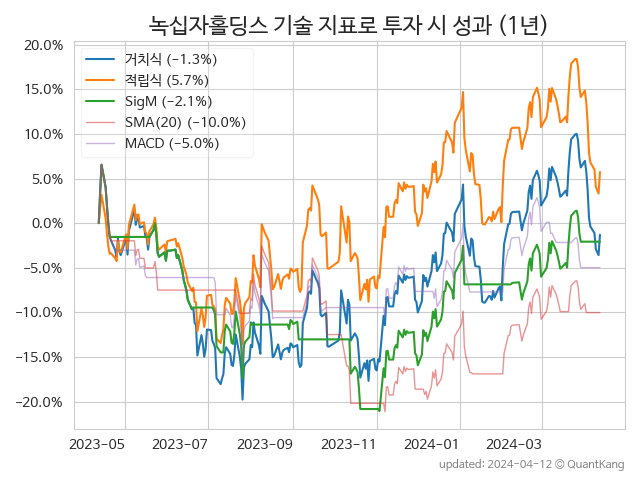 녹십자홀딩스 기술 지표로 투자 시 성과 (1년)
20.0%
15.0%
10.0%
5.0%
0.0%
−5.0%
−10.0%
−15.0%
−20.0%
거치식 (−1.3%)
적립식 (5.7%)
SigM (−2.1%)
SMA(20) (−10.0%)
MACD (−5.0%)
2023-05 2023-07 2023-09 2023-11 2024-01 2024-03
updated: 2024-04-12 © QuantKang